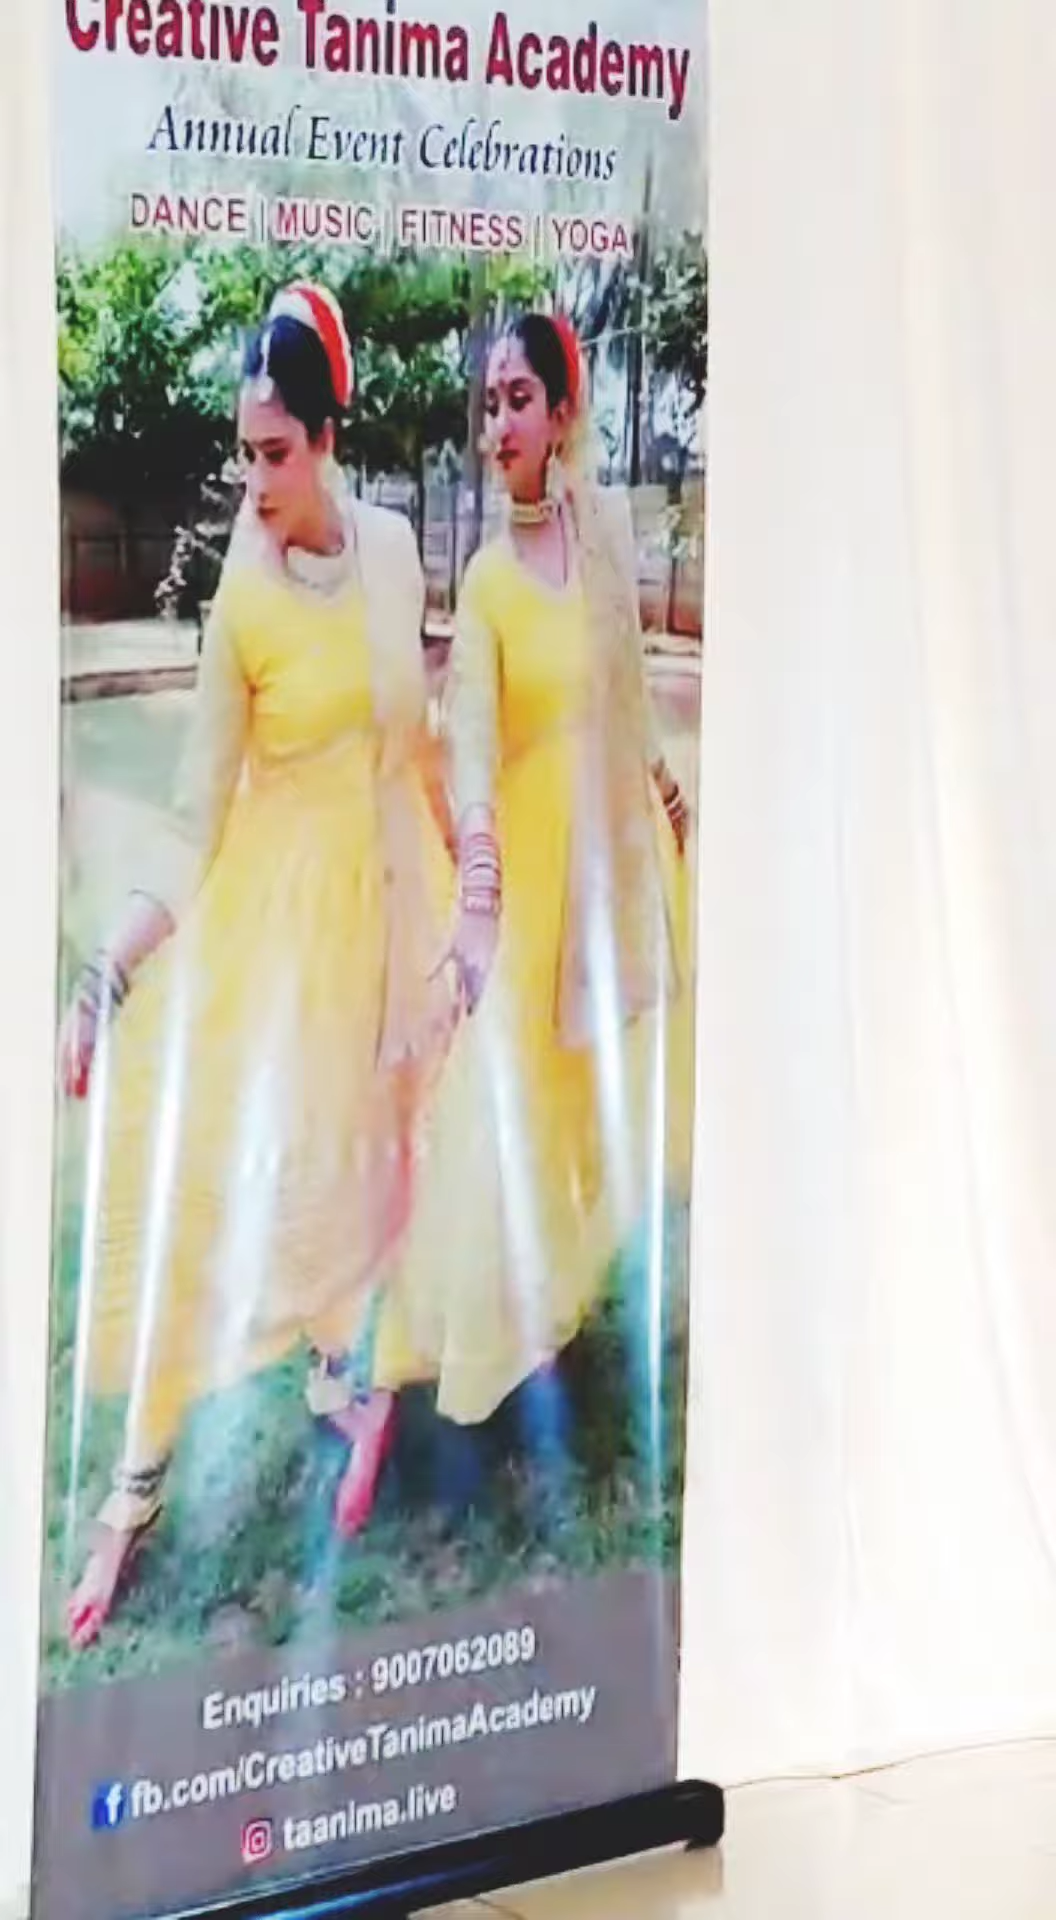 Creative Tanima Academy
Annual Event Celebrations
DANCE | MUSIC | FITNESS | YOGA
Enquiries : 9007062089
fb.com/CreativeTanimaAcademy
taanima.live